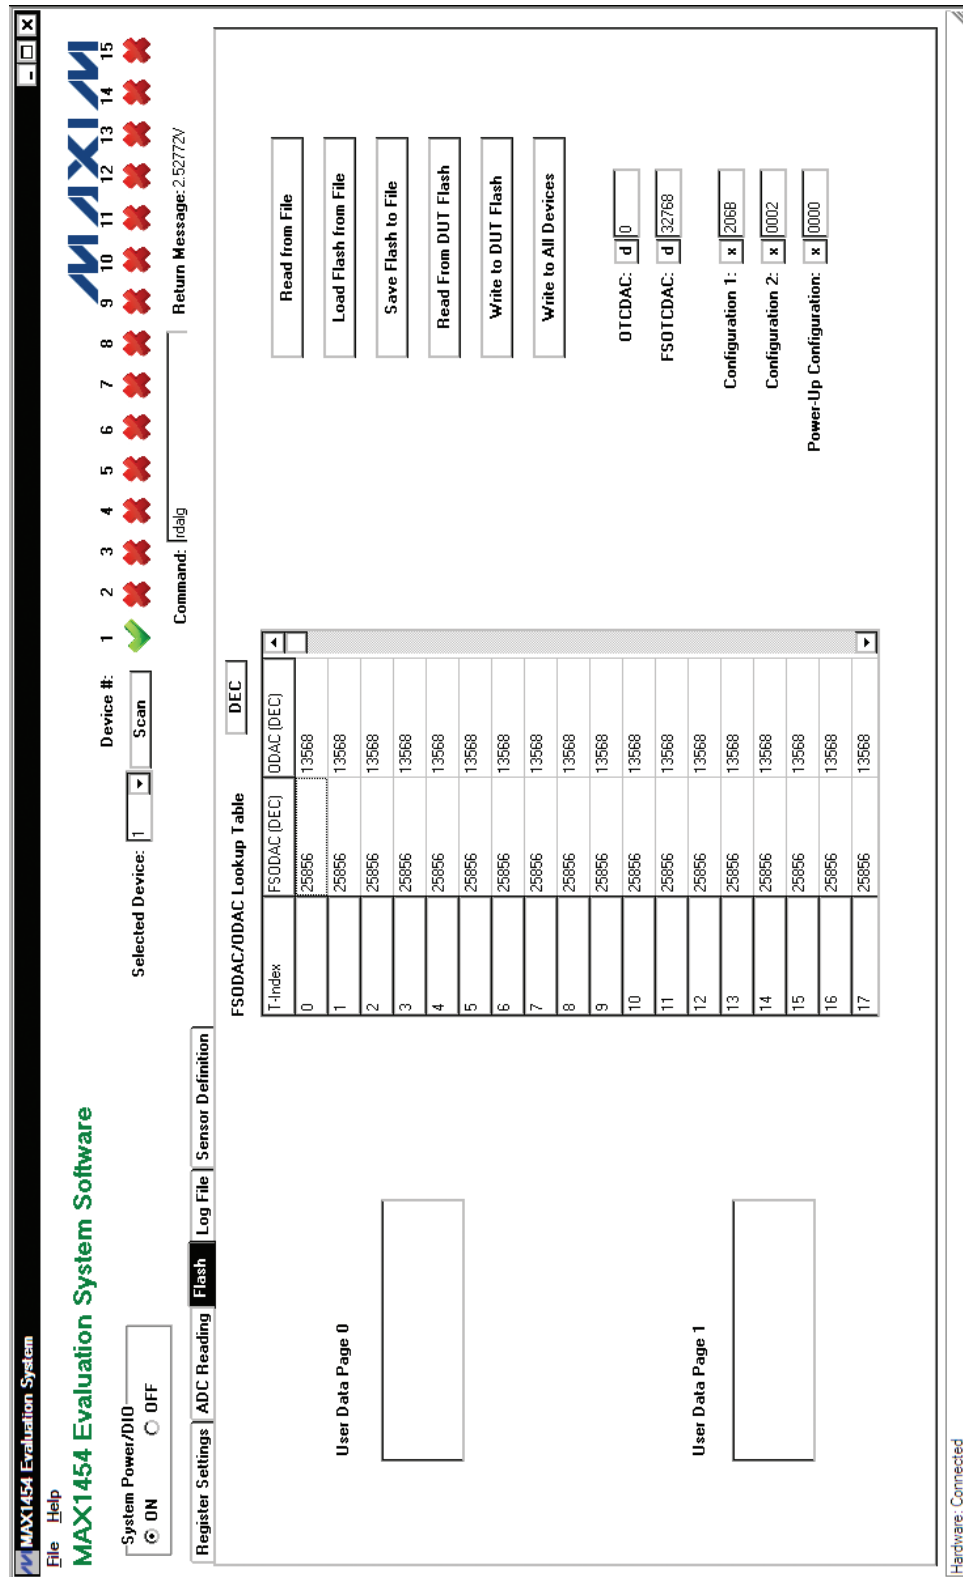 MAX1454 Evaluation System
File Help
MAX1454 Evaluation System Software
MAXIM
System Power/DIO
ON OFF
Selected Device: 1
Device #: 1 2 3 4 5 6 7 8 9 10 11 12 13 14 15
Scan
Command: rdalg
Return Message: 2.52772V
Register Settings ADC Reading Flash Log File Sensor Definition
User Data Page 0
User Data Page 1
FSODAC/ODAC Lookup Table DEC
T-Index FSODAC (DEC) ODAC (DEC)
0 25856 13568
1 25856 13568
2 25856 13568
3 25856 13568
4 25856 13568
5 25856 13568
6 25856 13568
7 25856 13568
8 25856 13568
9 25856 13568
10 25856 13568
11 25856 13568
12 25856 13568
13 25856 13568
14 25856 13568
15 25856 13568
16 25856 13568
17 25856 13568
Read from File
Load Flash from File
Save Flash to File
Read From DUT Flash
Write to DUT Flash
Write to All Devices
OTCDAC: d 0
FSOTCDAC: d 32768
Configuration 1: x 206B
Configuration 2: x 0002
Power-Up Configuration: x 0000
Hardware: Connected